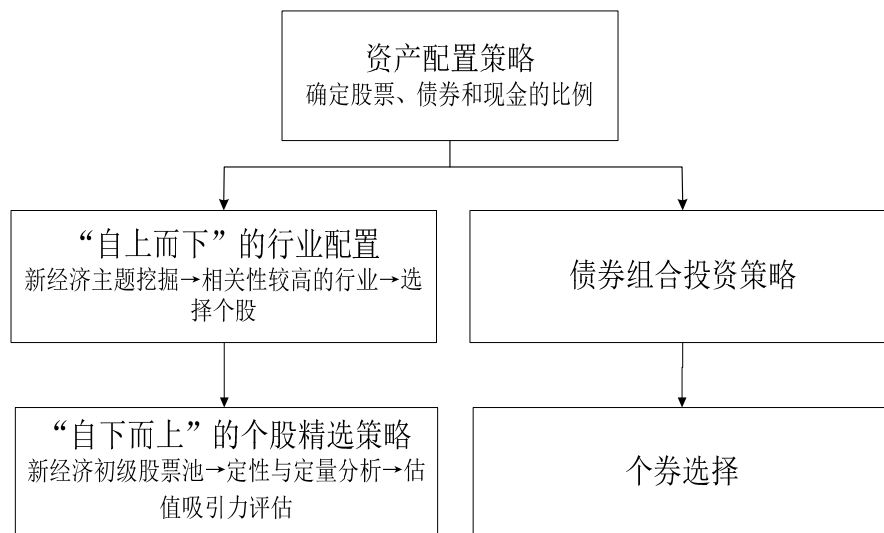 资产配置策略
确定股票、债券和现金的比例
“自上而下”的行业配置
新经济主题挖掘→相关性较高的行业→选
择个股
债券组合投资策略
“自下而上”的个股精选策略
新经济初级股票池→定性与定量分析→估
值吸引力评估
个券选择